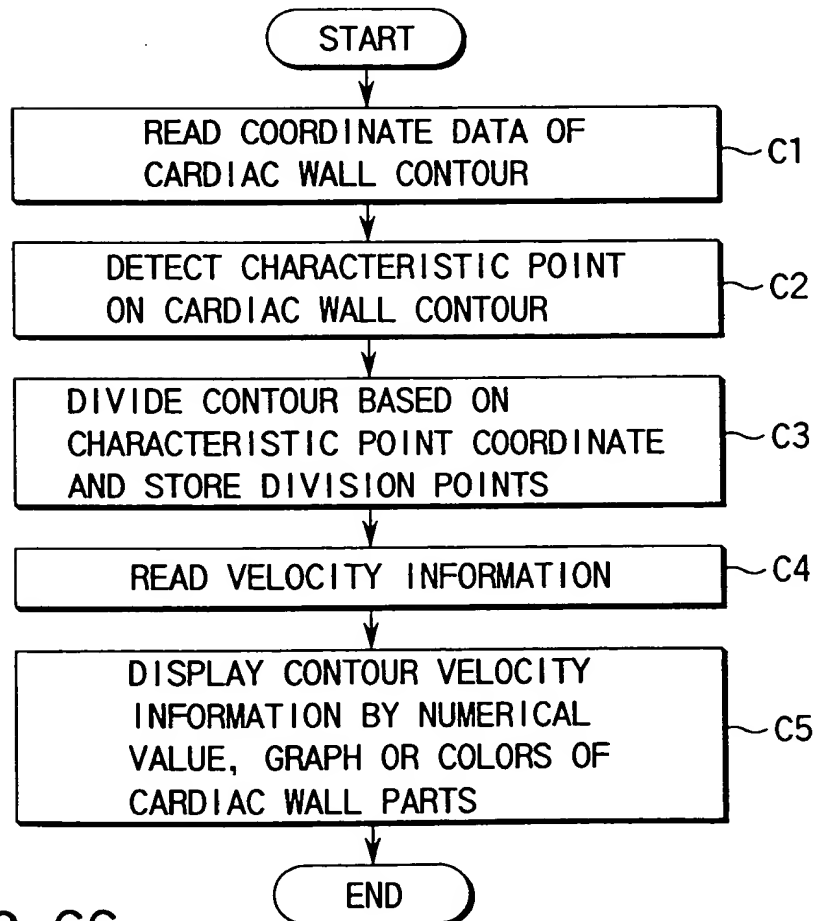 START
READ COORDINATE DATA OF
CARDIAC WALL CONTOUR
C1
DETECT CHARACTERISTIC POINT
ON CARDIAC WALL CONTOUR
C2
DIVIDE CONTOUR BASED ON
CHARACTERISTIC POINT COORDINATE
AND STORE DIVISION POINTS
C3
READ VELOCITY INFORMATION
C4
DISPLAY CONTOUR VELOCITY
INFORMATION BY NUMERICAL
VALUE, GRAPH OR COLORS OF
CARDIAC WALL PARTS
C5
END